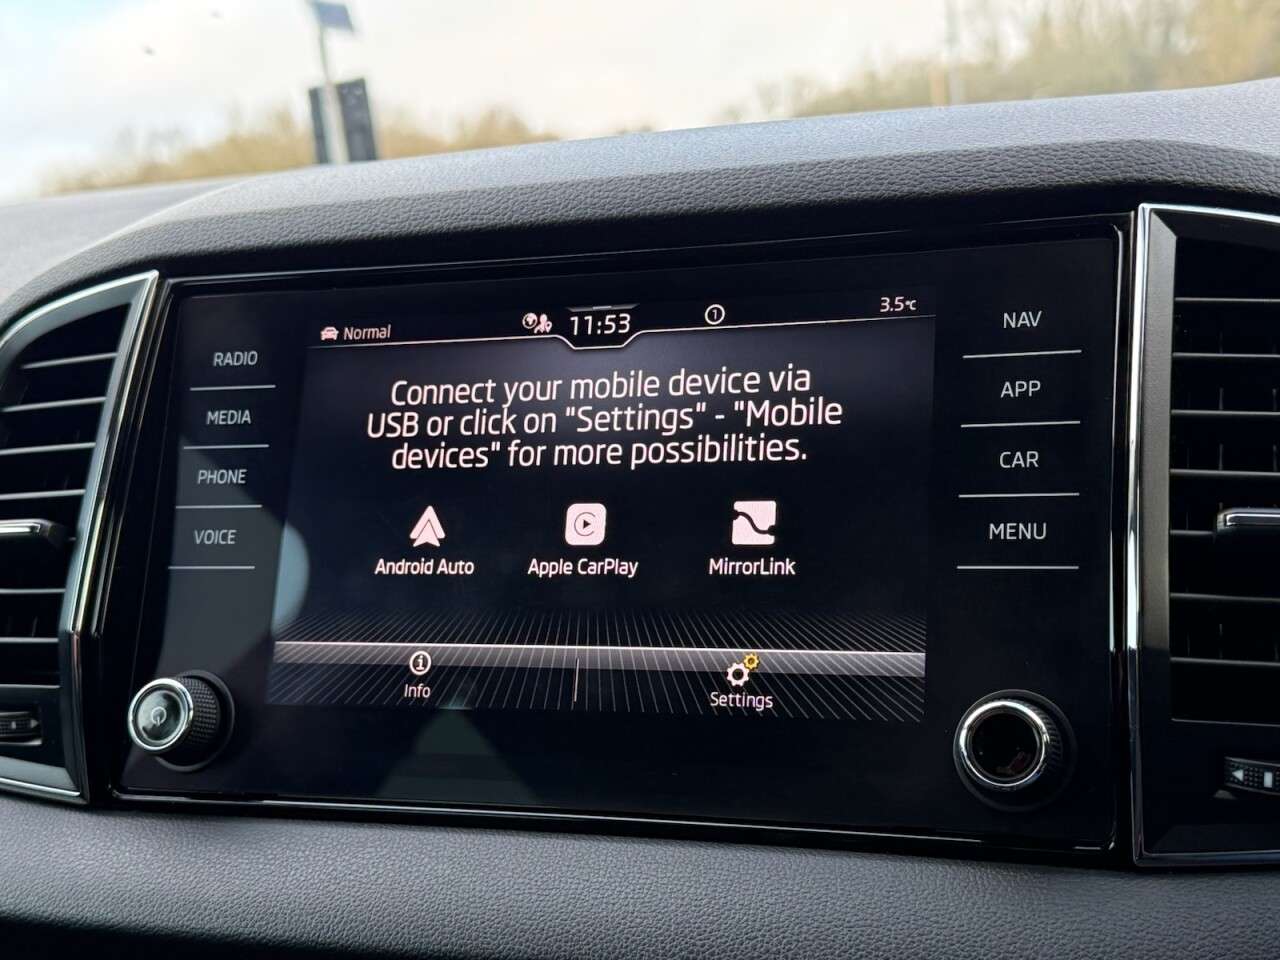 Normal
11:53
1
3.5°C
RADIO
MEDIA
PHONE
VOICE
Connect your mobile device via
USB or click on "Settings" - "Mobile
devices" for more possibilities.
Android Auto
Apple CarPlay
MirrorLink
Info
Settings
NAV
APP
CAR
MENU